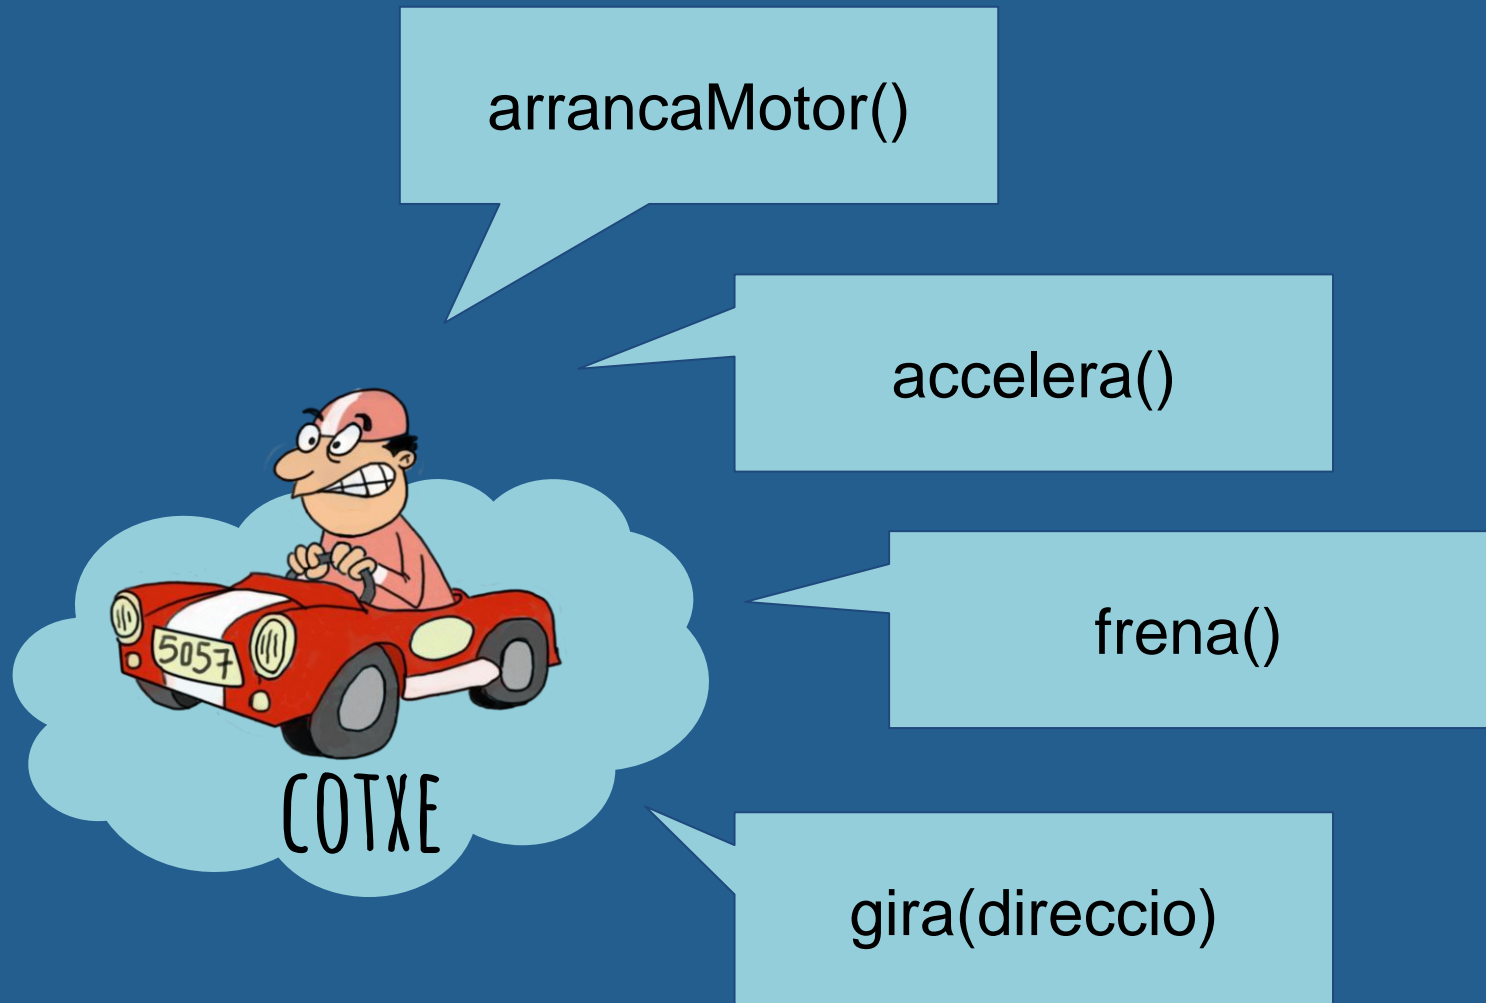 arrancaMotor()
accelera()
frena()
5057
COTXE
gira(direccio)